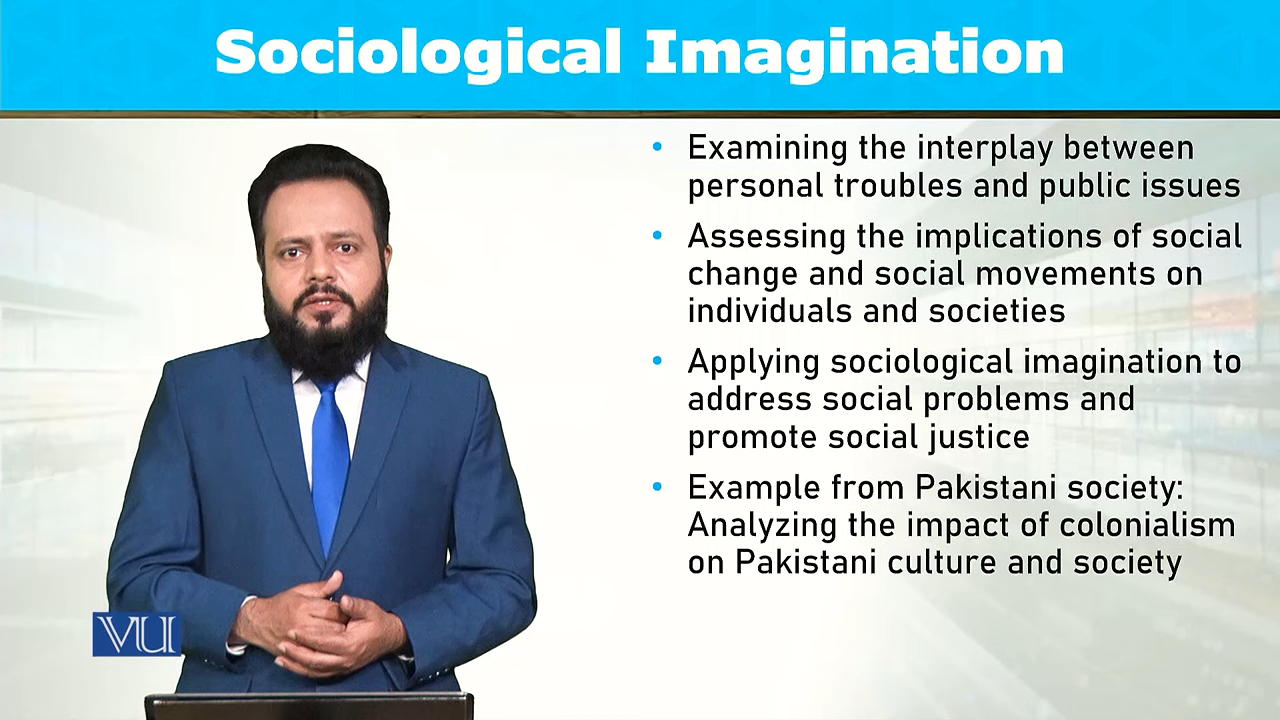 Sociological Imagination
• Examining the interplay between
personal troubles and public issues
• Assessing the implications of social
change and social movements on
individuals and societies
• Applying sociological imagination to
address social problems and
promote social justice
• Example from Pakistani society:
Analyzing the impact of colonialism
on Pakistani culture and society
VU